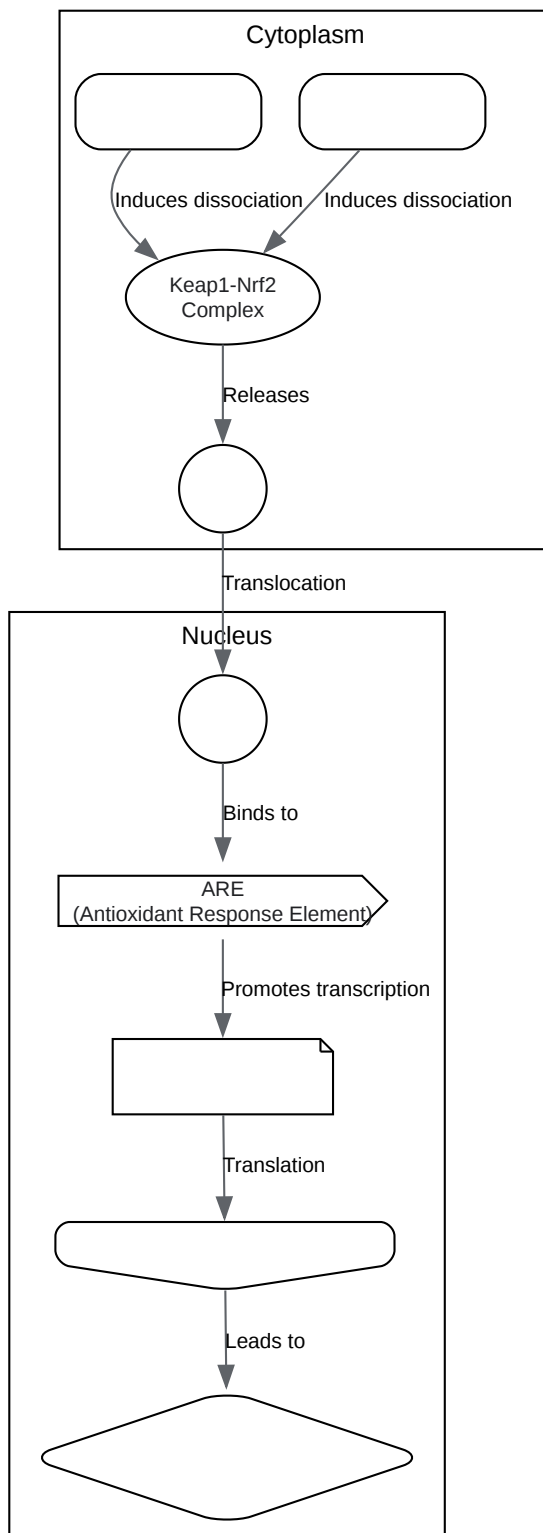 Cytoplasm
Induces dissociation
Induces dissociation
Keap1-Nrf2
Complex
Releases
Translocation
Nucleus
Binds to
ARE
(Antioxidant Response Element)
Promotes transcription
Translation
Leads to